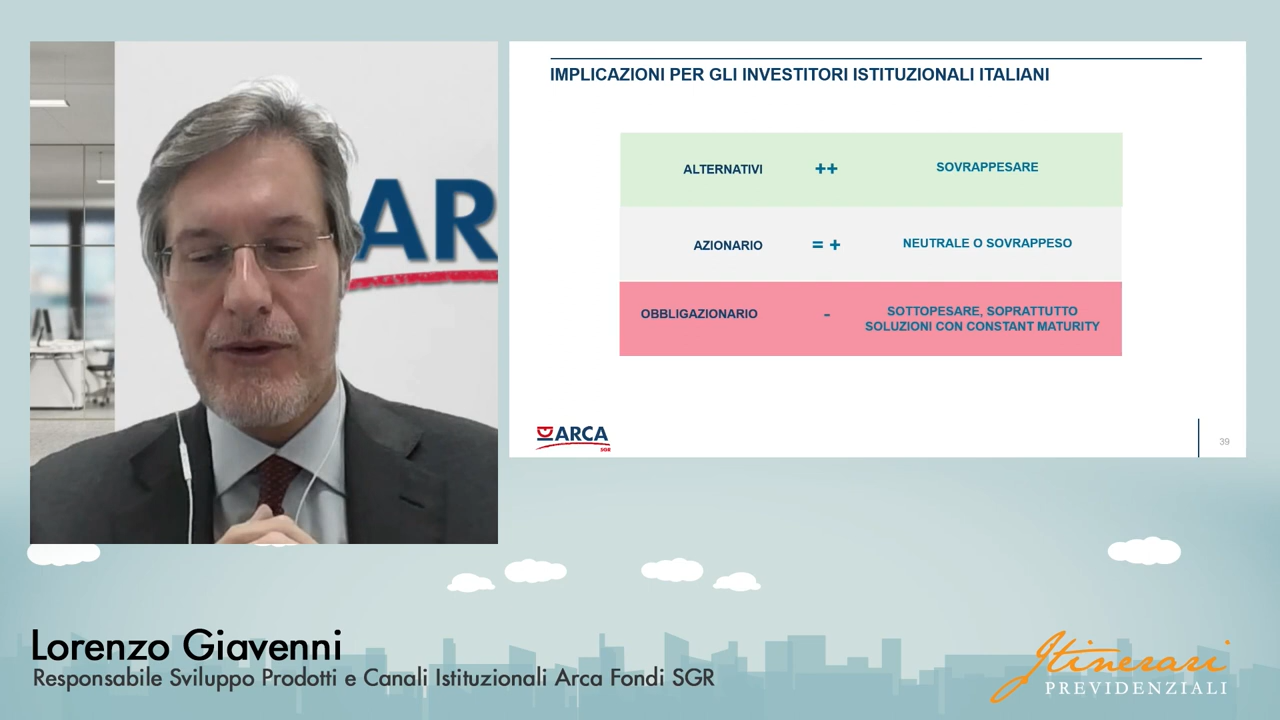 AR
IMPLICAZIONI PER GLI INVESTITORI ISTITUZIONALI ITALIANI
ALTERNATIVI ++ SOVRAPPESARE
AZIONARIO = + NEUTRALE O SOVRAPPESO
OBBLIGAZIONARIO - SOTTOPESARE, SOPRATTUTTO
SOLUZIONI CON CONSTANT MATURITY
ARCA
SGR
39
Lorenzo Giavenni
Responsabile Sviluppo Prodotti e Canali Istituzionali Arca Fondi SGR
Itinerari
PREVIDENZIALI